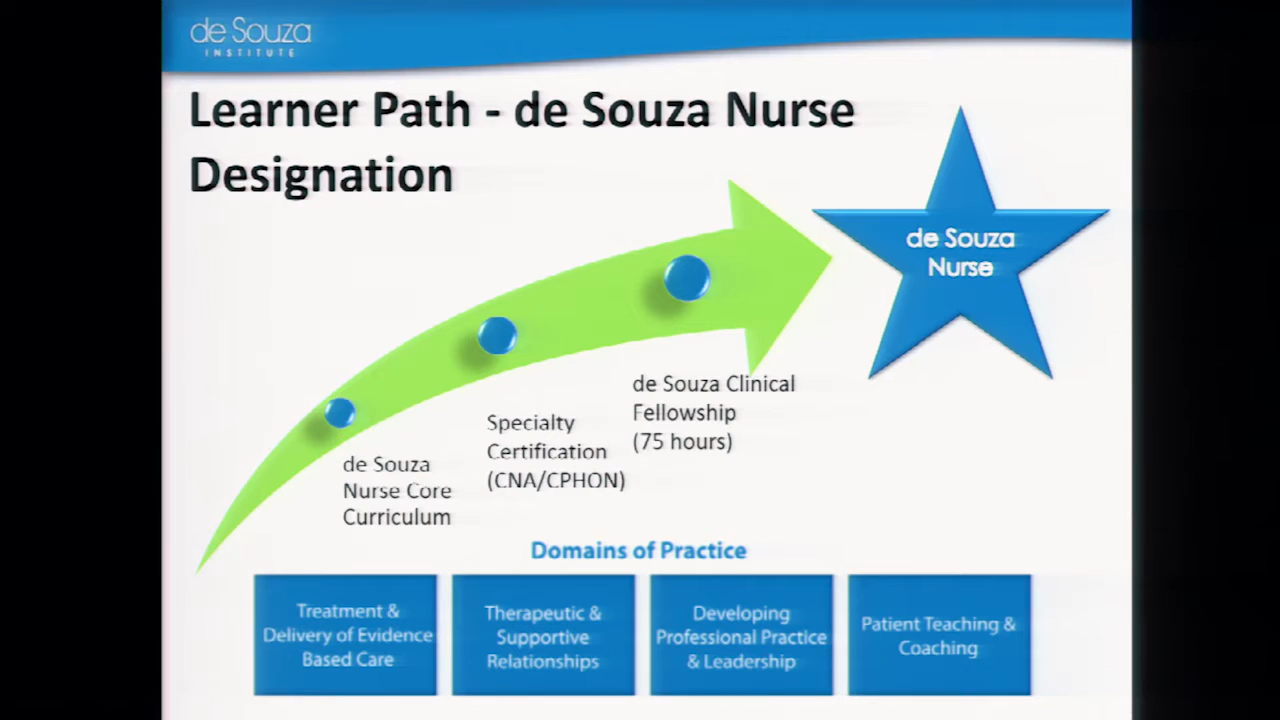 de Souza
INSTITUTE
Learner Path - de Souza Nurse
Designation
de Souza
Nurse
de Souza Clinical
Fellowship
(75 hours)
Specialty
Certification
(CNA/CPHON)
de Souza
Nurse Core
Curriculum
Domains of Practice
Treatment &
Delivery of Evidence
Based Care
Therapeutic &
Supportive
Relationships
Developing
Professional Practice
& Leadership
Patient Teaching &
Coaching